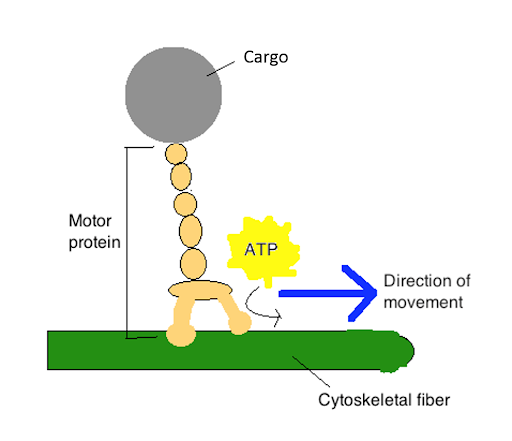 Cargo
Motor
protein
ATP
Direction of
movement
Cytoskeletal fiber